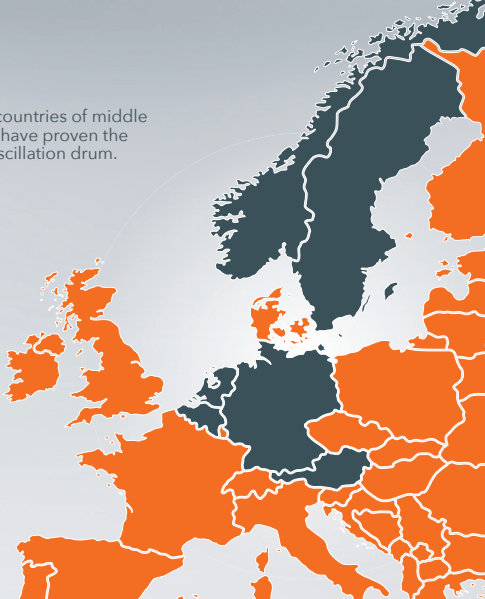 countries of middle
have proven the
scillation drum.